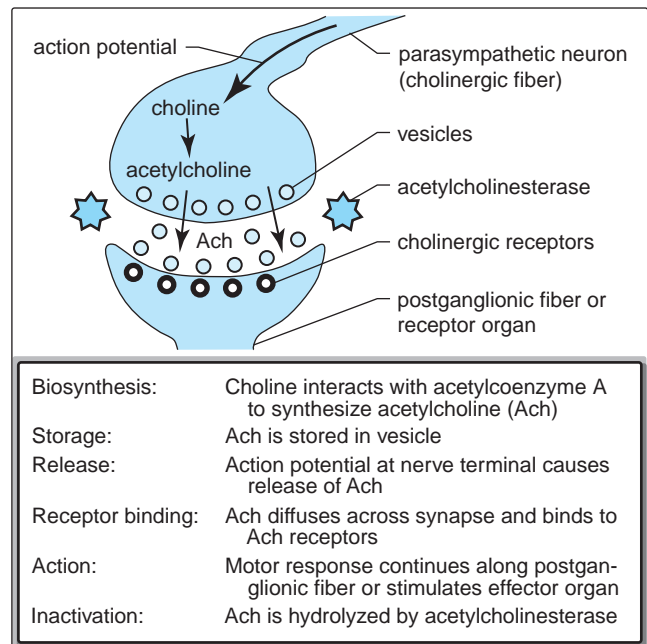 action potential
parasympathetic neuron
(cholinergic fiber)
choline
vesicles
acetylcholine
acetylcholinesterase
Ach
cholinergic receptors
postganglionic fiber or
receptor organ
Biosynthesis: Choline interacts with acetylcoenzyme A
to synthesize acetylcholine (Ach)
Storage: Ach is stored in vesicle
Release: Action potential at nerve terminal causes
release of Ach
Receptor binding: Ach diffuses across synapse and binds to
Ach receptors
Action: Motor response continues along postgan-
glionic fiber or stimulates effector organ
Inactivation: Ach is hydrolyzed by acetylcholinesterase